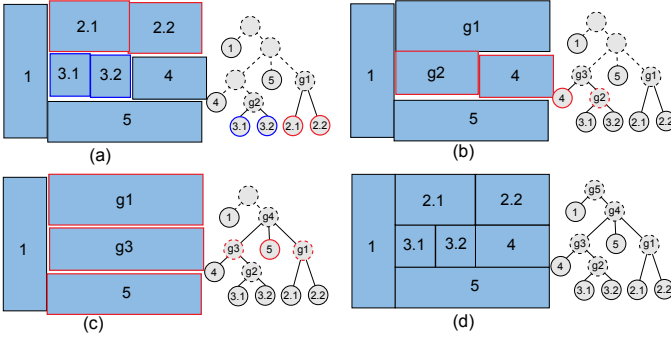 2.1 2.2
1
1 5 g1
3.1 3.2 4
4 g2
5 3.1 3.2 2.1 2.2
(a)
g1
1
1 g3 5 g1
g2 4
4 g2
5 3.1 3.2 2.1 2.2
(b)
g1
1 g4
1 g3 g3 5 g1
4 g2
5 3.1 3.2 2.1 2.2
(c)
2.1 2.2 g5
1 g4
1 3.1 3.2 4 g3 5 g1
4 g2
5 3.1 3.2 2.1 2.2
(d)